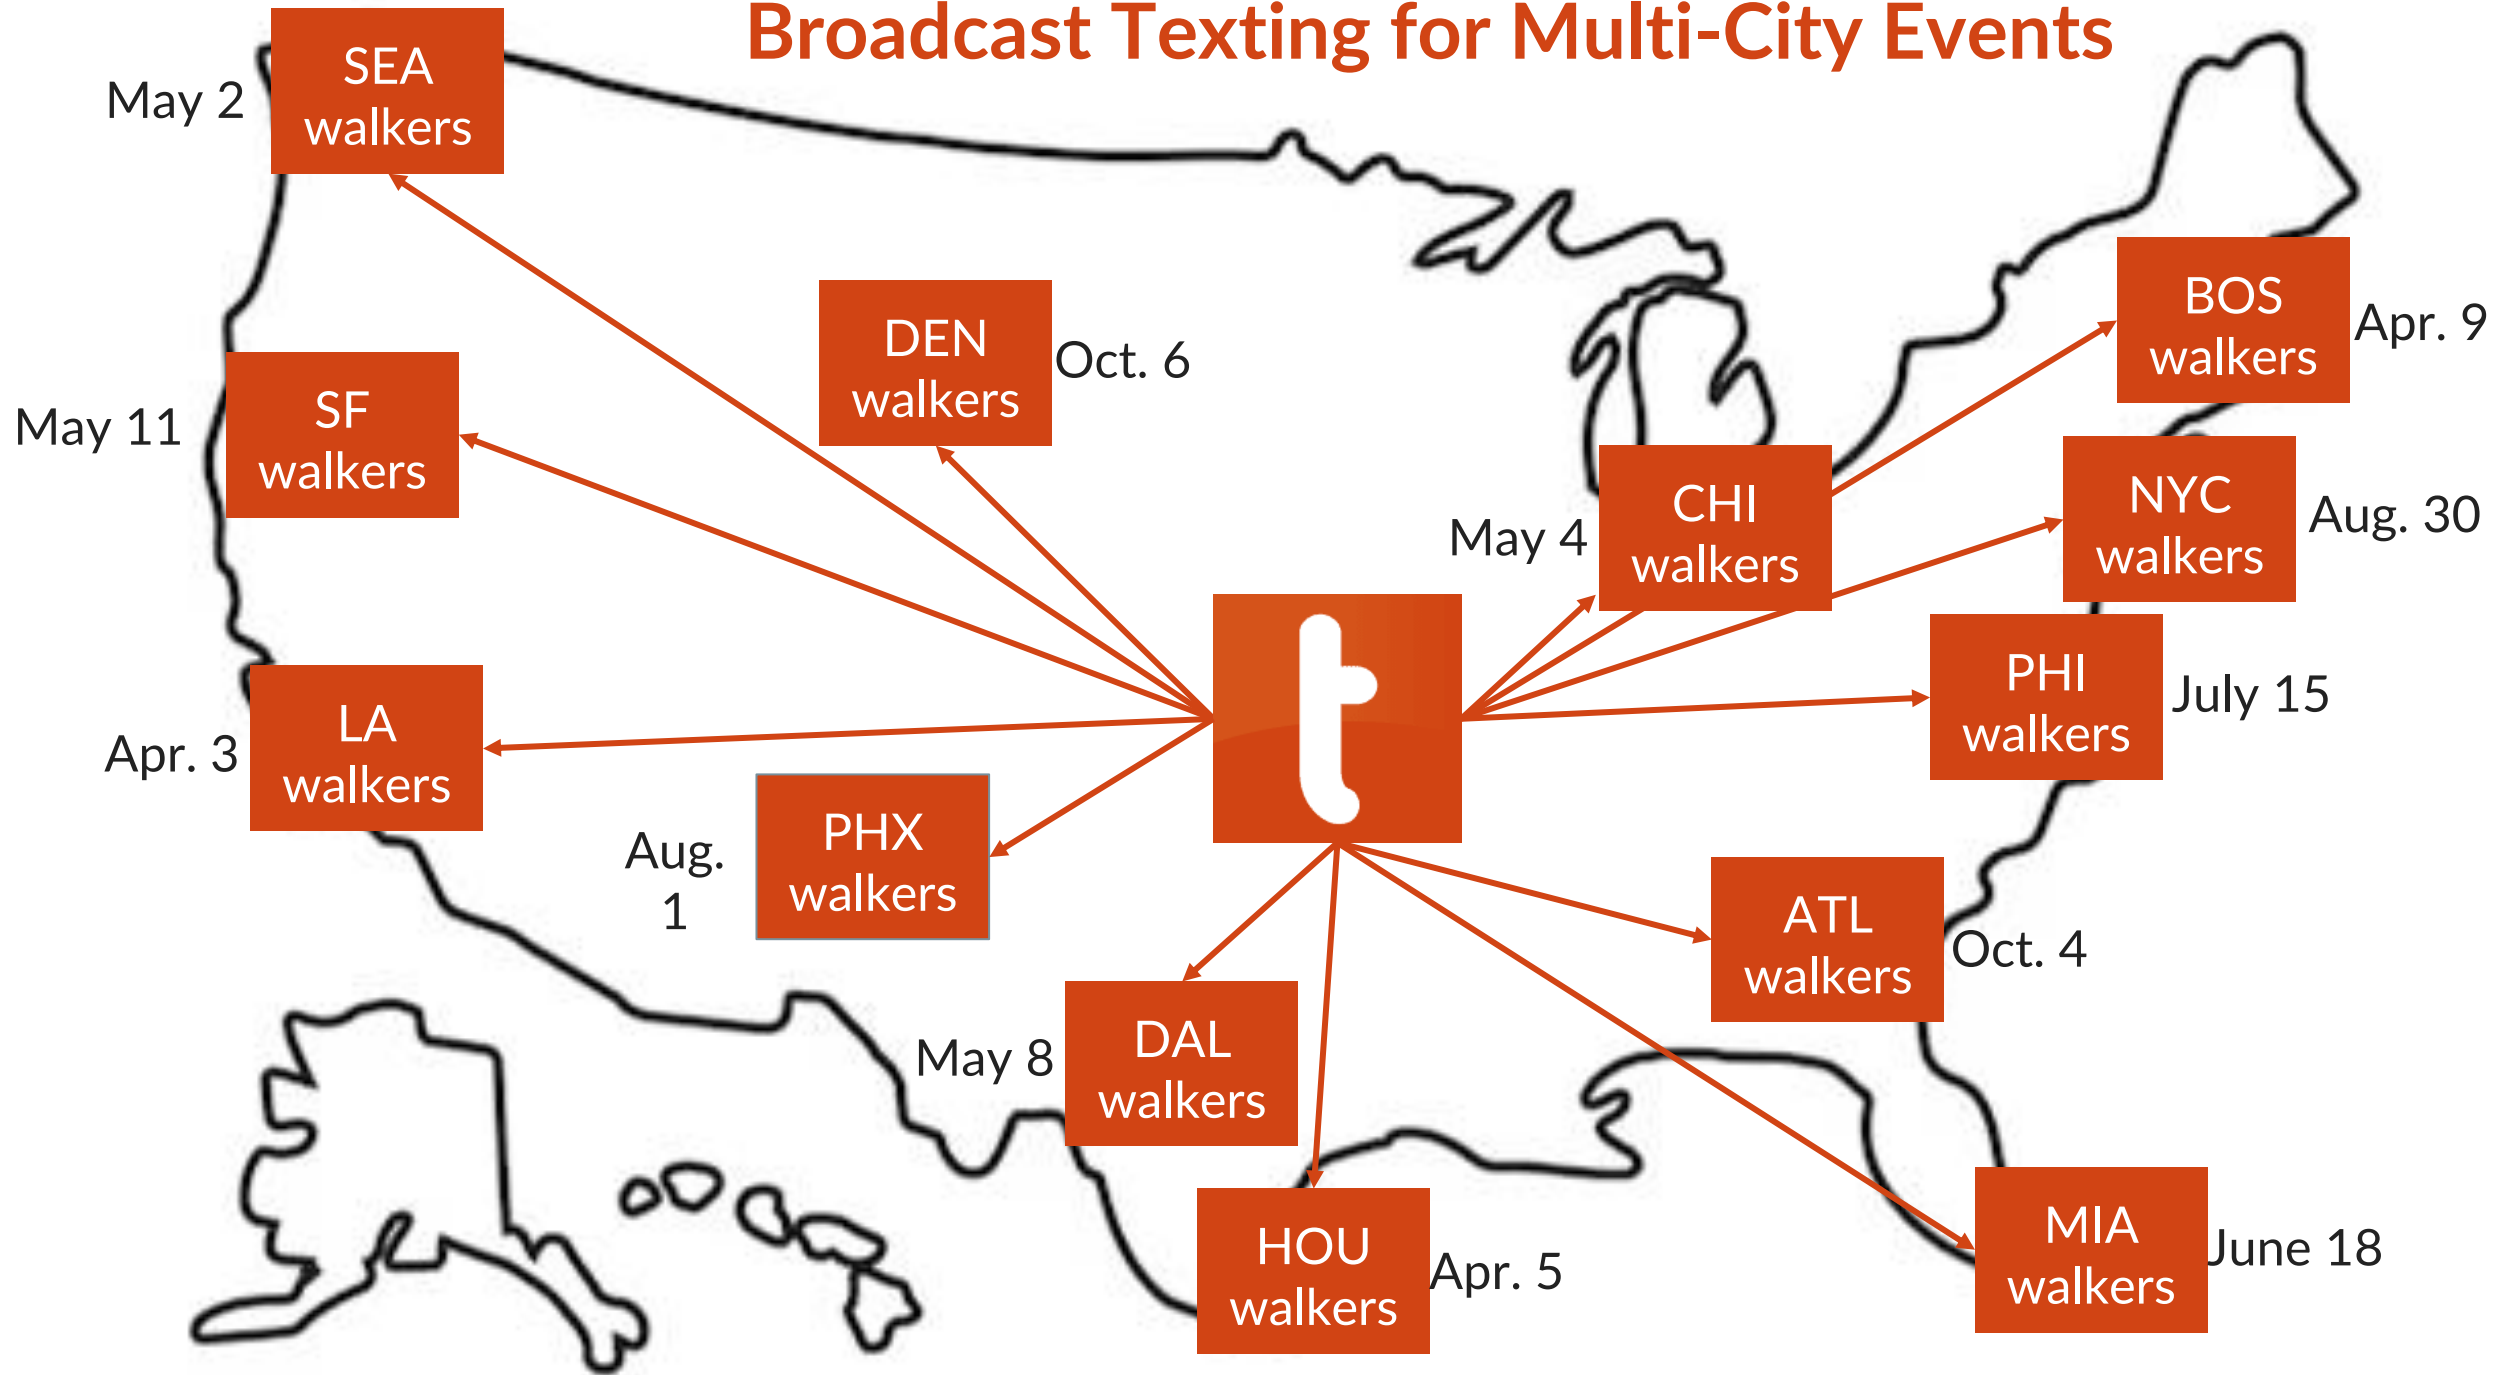 Broadcast Texting for Multi-City Events
SEA
walkers
May 2
BOS
walkers
Apr. 9
DEN
walkers
Oct. 6
SF
walkers
May 11
CHI
walkers
May 4
NYC
walkers
Aug. 30
t
PHI
walkers
July 15
LA
walkers
Apr. 3
PHX
walkers
Aug.
1
ATL
walkers
Oct. 4
DAL
walkers
May 8
HOU
walkers
Apr. 5
MIA
walkers
June 18